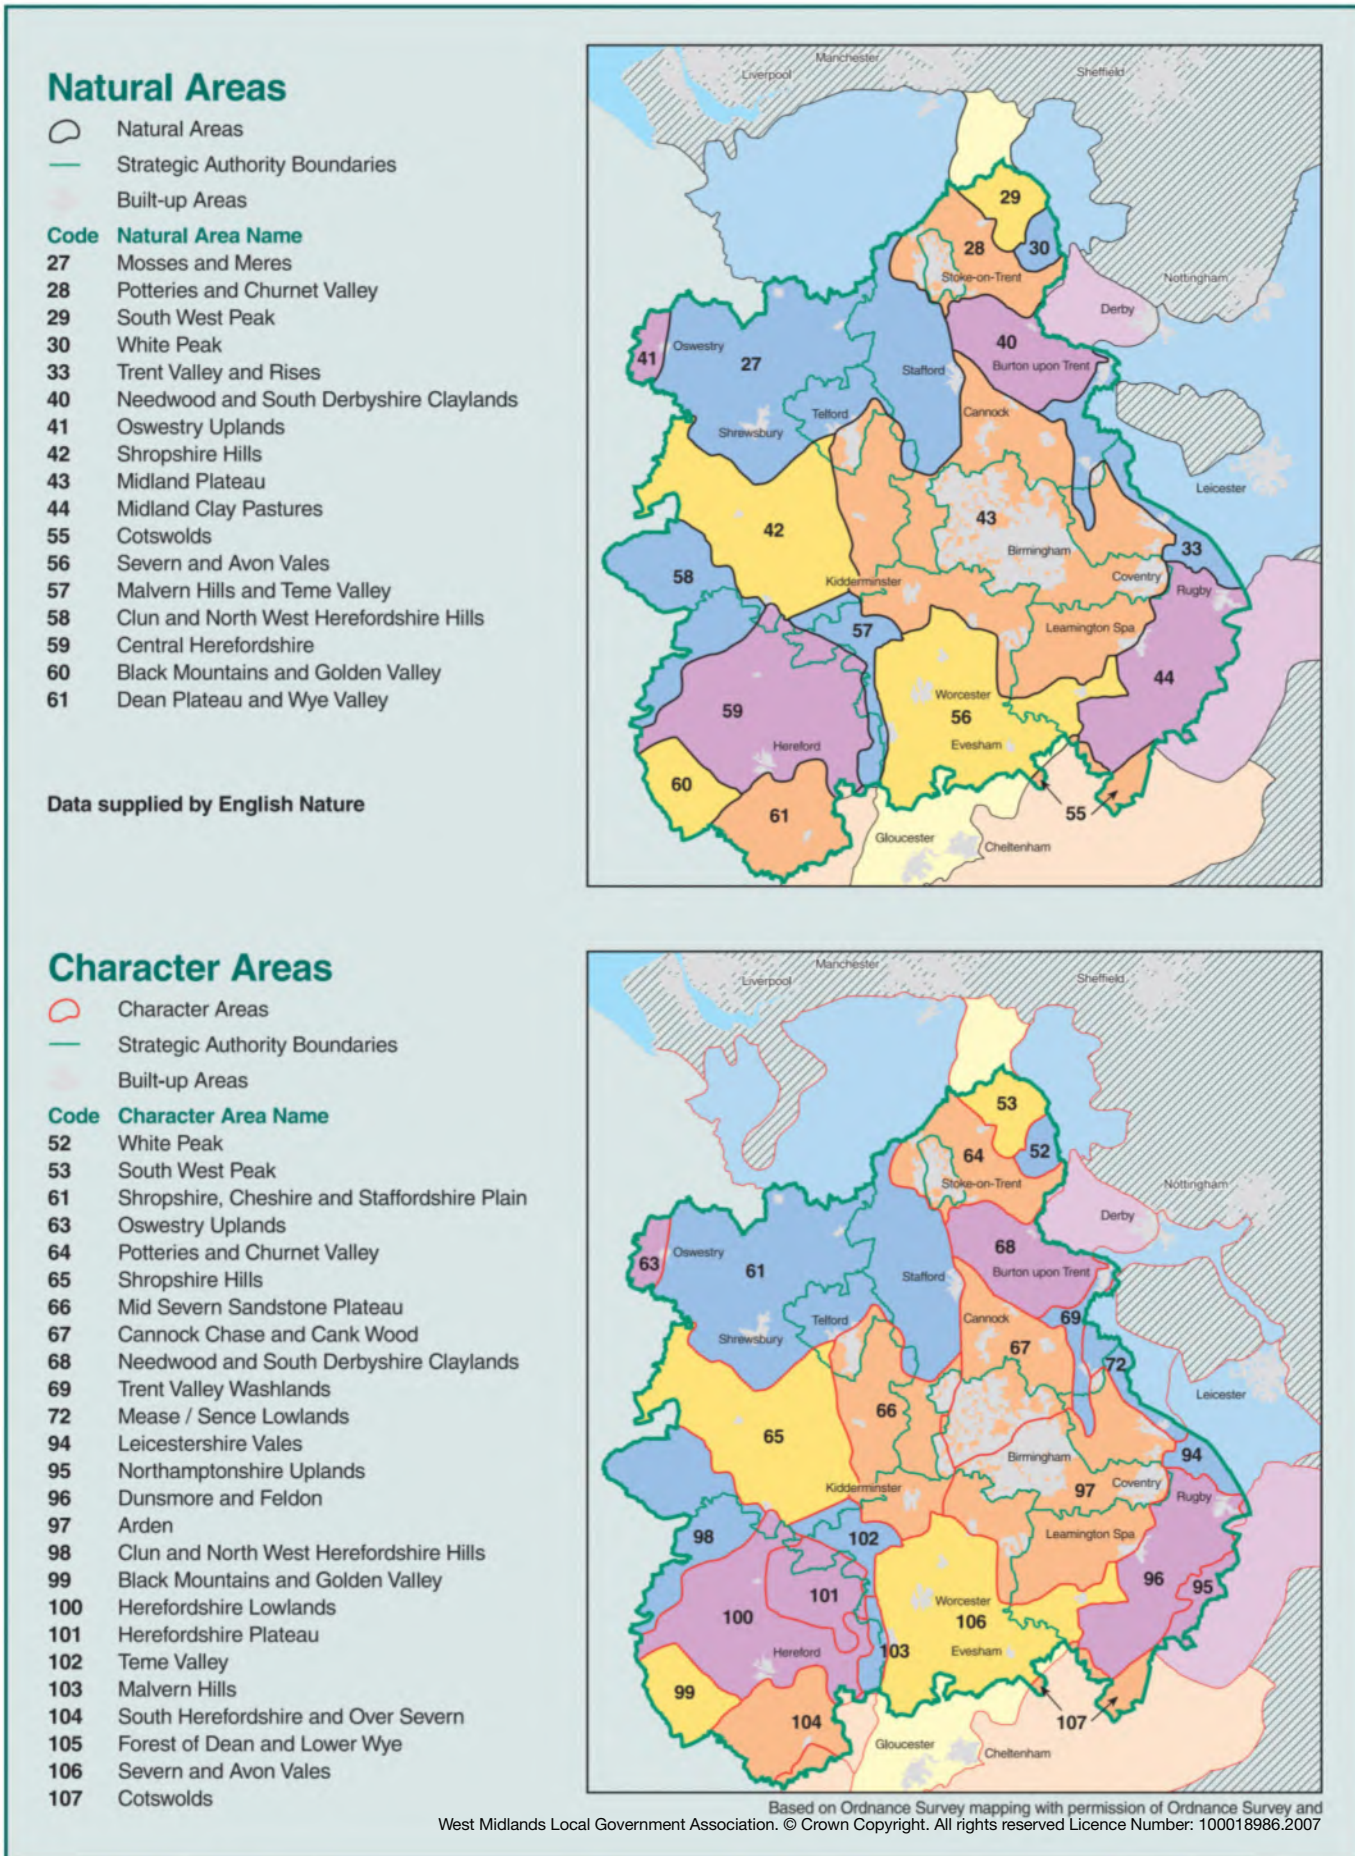 Natural Areas
Natural Areas
Strategic Authority Boundaries
Built-up Areas
Code Natural Area Name
27 Mosses and Meres
28 Potteries and Churnet Valley
29 South West Peak
30 White Peak
33 Trent Valley and Rises
40 Needwood and South Derbyshire Claylands
41 Oswestry Uplands
42 Shropshire Hills
43 Midland Plateau
44 Midland Clay Pastures
55 Cotswolds
56 Severn and Avon Vales
57 Malvern Hills and Teme Valley
58 Clun and North West Herefordshire Hills
59 Central Herefordshire
60 Black Mountains and Golden Valley
61 Dean Plateau and Wye Valley
Data supplied by English Nature
Manchester
Liverpool
Sheffield
29
28
30
Stoke-on-Trent
Nottingham
Derby
40
41
Oswestry
27
Stafford
Burton upon Trent
Telford
Cannock
Shrewsbury
Leicester
42
43
Birmingham
33
58
Kidderminster
Coventry
Rugby
57
Leamington Spa
44
Worcester
59
56
Hereford
Evesham
60
61
55
Gloucester
Cheltenham
Character Areas
Character Areas
Strategic Authority Boundaries
Built-up Areas
Code Character Area Name
52 White Peak
53 South West Peak
61 Shropshire, Cheshire and Staffordshire Plain
63 Oswestry Uplands
64 Potteries and Churnet Valley
65 Shropshire Hills
66 Mid Severn Sandstone Plateau
67 Cannock Chase and Cank Wood
68 Needwood and South Derbyshire Claylands
69 Trent Valley Washlands
72 Mease / Sence Lowlands
94 Leicestershire Vales
95 Northamptonshire Uplands
96 Dunsmore and Feldon
97 Arden
98 Clun and North West Herefordshire Hills
99 Black Mountains and Golden Valley
100 Herefordshire Lowlands
101 Herefordshire Plateau
102 Teme Valley
103 Malvern Hills
104 South Herefordshire and Over Severn
105 Forest of Dean and Lower Wye
106 Severn and Avon Vales
107 Cotswolds
Manchester
Liverpool
Sheffield
53
64
52
Stoke-on-Trent
Nottingham
Derby
68
63
Oswestry
61
Stafford
Burton upon Trent
Telford
Cannock
69
Shrewsbury
67
72
Leicester
66
65
Birmingham
94
Kidderminster
97
Coventry
Rugby
98
102
Leamington Spa
96
95
101
Worcester
100
106
Hereford
103
Evesham
99
104
107
Gloucester
Cheltenham
Based on Ordnance Survey mapping with permission of Ordnance Survey and
West Midlands Local Government Association. © Crown Copyright. All rights reserved Licence Number: 100018986.2007